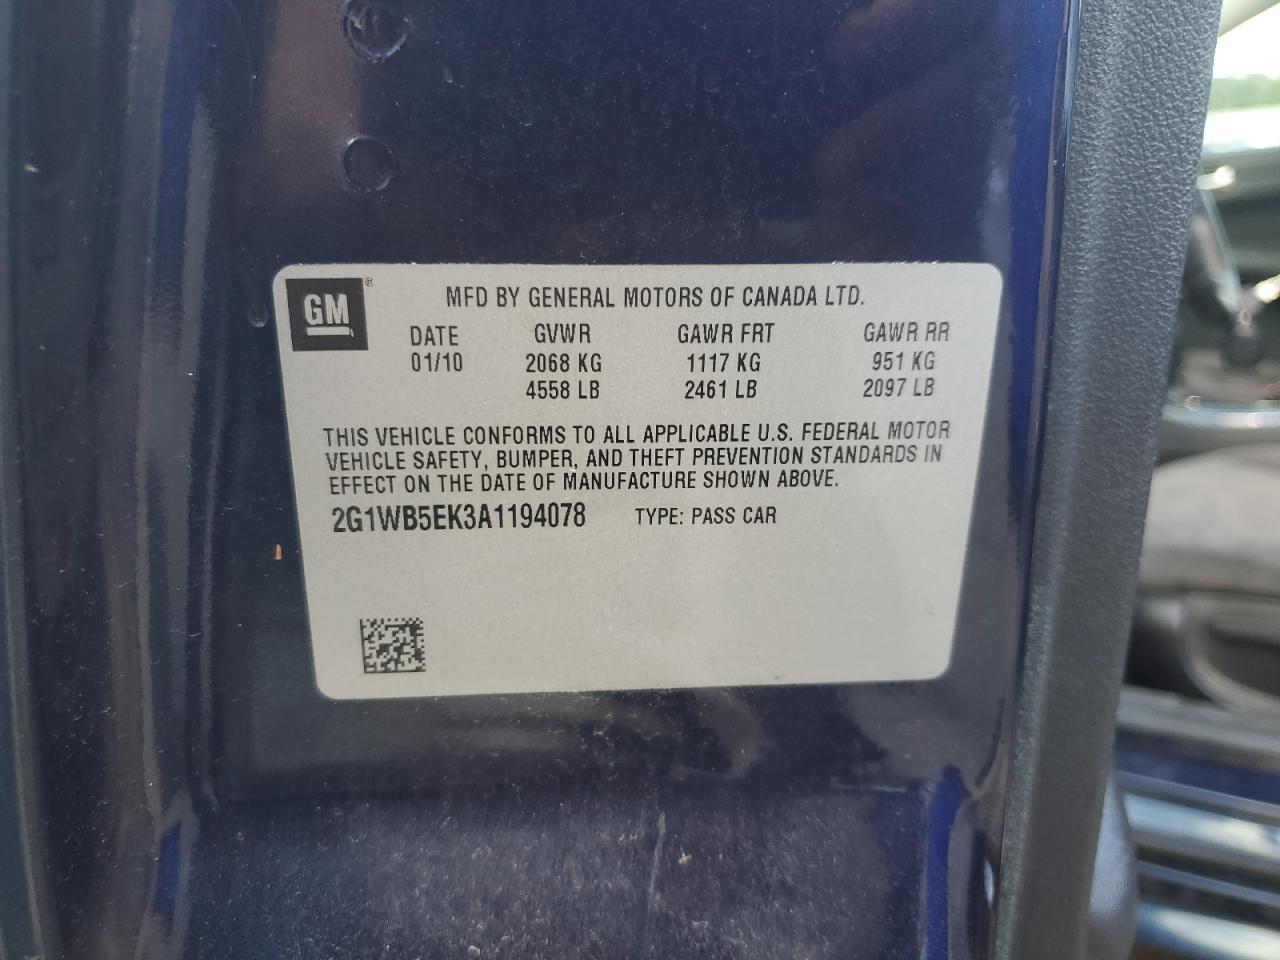 GM ®
MFD BY GENERAL MOTORS OF CANADA LTD.
DATE GVWR GAWR FRT GAWR RR
01/10 2068 KG 1117 KG 951 KG
4558 LB 2461 LB 2097 LB
THIS VEHICLE CONFORMS TO ALL APPLICABLE U.S. FEDERAL MOTOR
VEHICLE SAFETY, BUMPER, AND THEFT PREVENTION STANDARDS IN
EFFECT ON THE DATE OF MANUFACTURE SHOWN ABOVE.
2G1WB5EK3A1194078 TYPE: PASS CAR